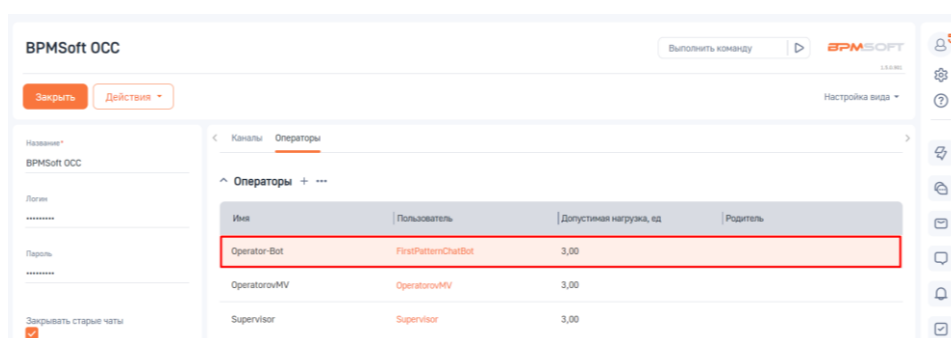 BPMSoft OCC
Выполнить команду
BPMSOFT
Закрыть
Действия
Настройка вида
Каналы
Операторы
Название*
BPMSoft OCC
Логин
•••••••••
Пароль
•••••••••
Закрывать старые чаты
Операторы + •••
Имя Пользователь Допустимая нагрузка, ед Родитель
Operator-Bot FirstPatternChatBot 3,00
OperatorovMV OperatorovMV 3,00
Supervisor Supervisor 3,00